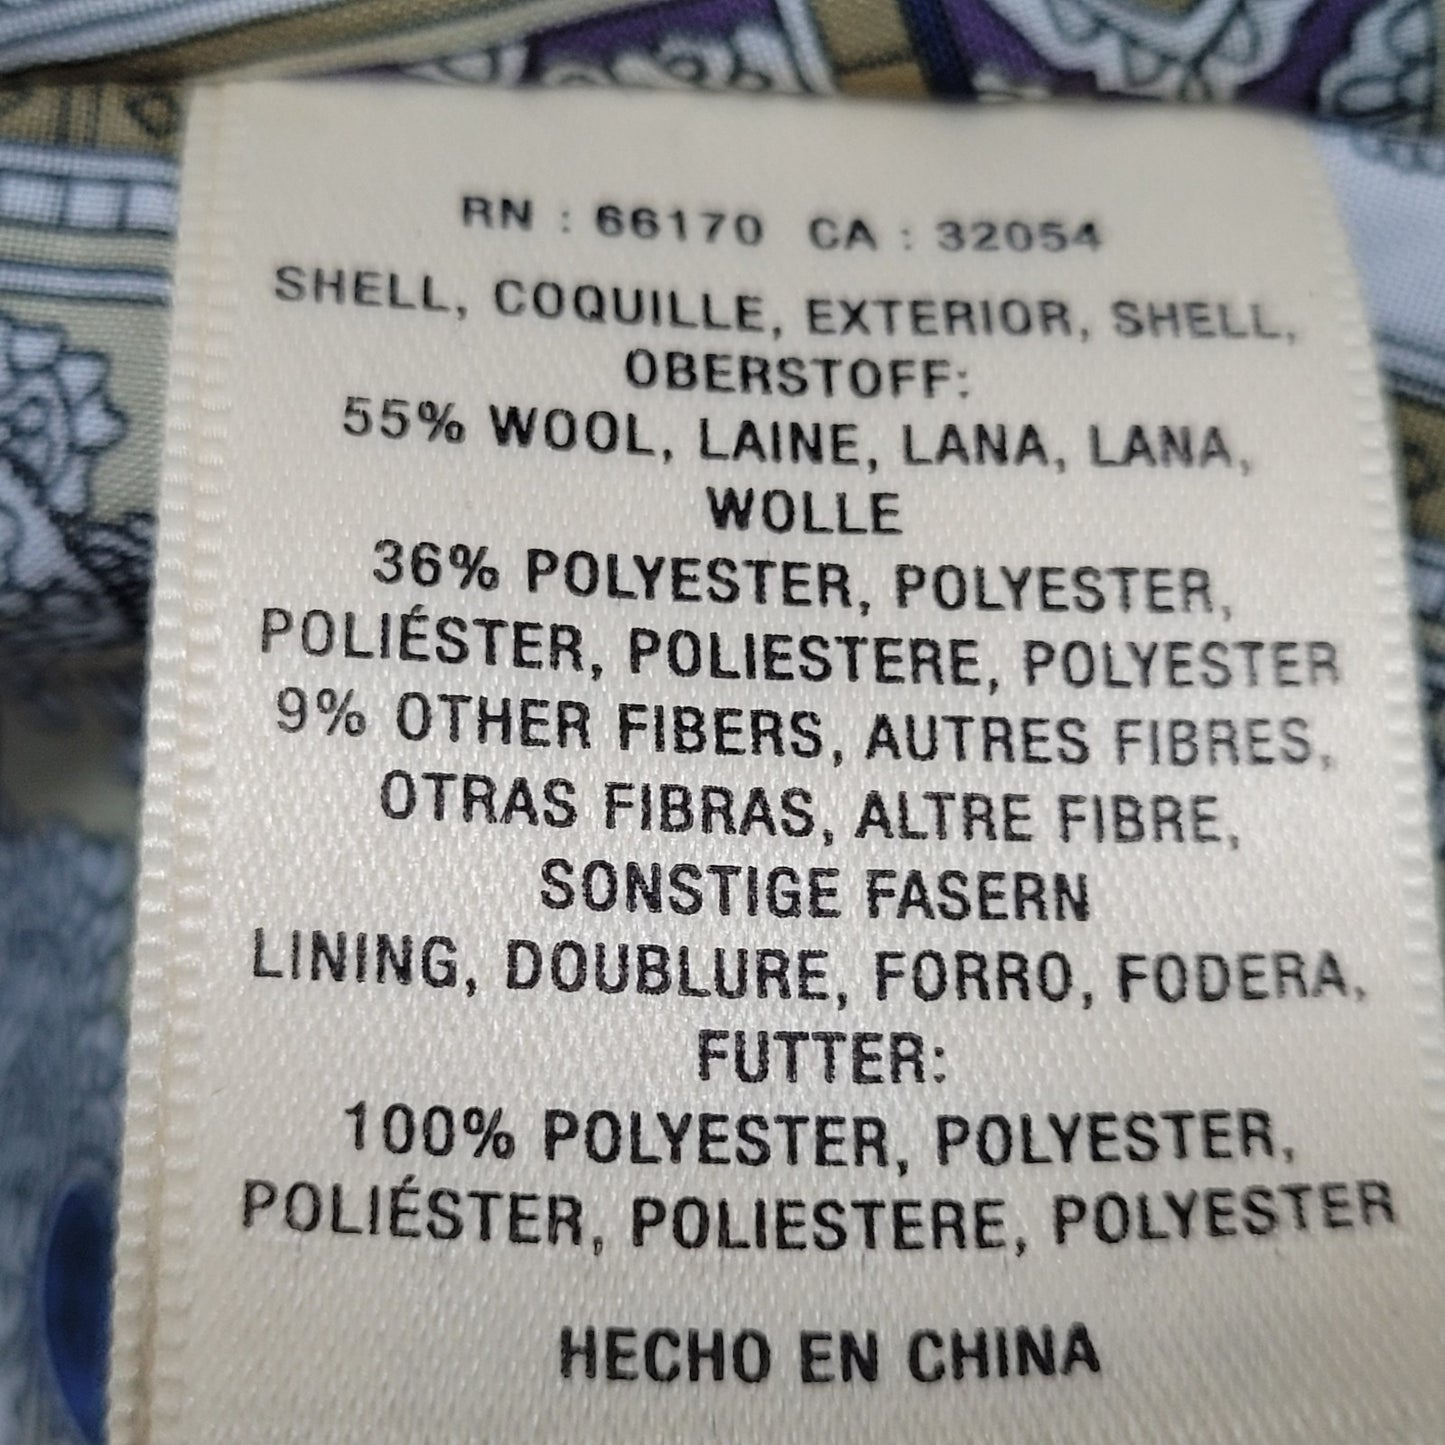 RN : 66170 CA : 32054
SHELL, COQUILLE, EXTERIOR, SHELL,
OBERSTOFF:
55% WOOL, LAINE, LANA, LANA,
WOLLE
36% POLYESTER, POLYESTER,
POLIÉSTER, POLIESTERE, POLYESTER
9% OTHER FIBERS, AUTRES FIBRES,
OTRAS FIBRAS, ALTRE FIBRE,
SONSTIGE FASERN
LINING, DOUBLURE, FORRO, FODERA,
FUTTER:
100% POLYESTER, POLYESTER,
POLIÉSTER, POLIESTERE, POLYESTER
HECHO EN CHINA